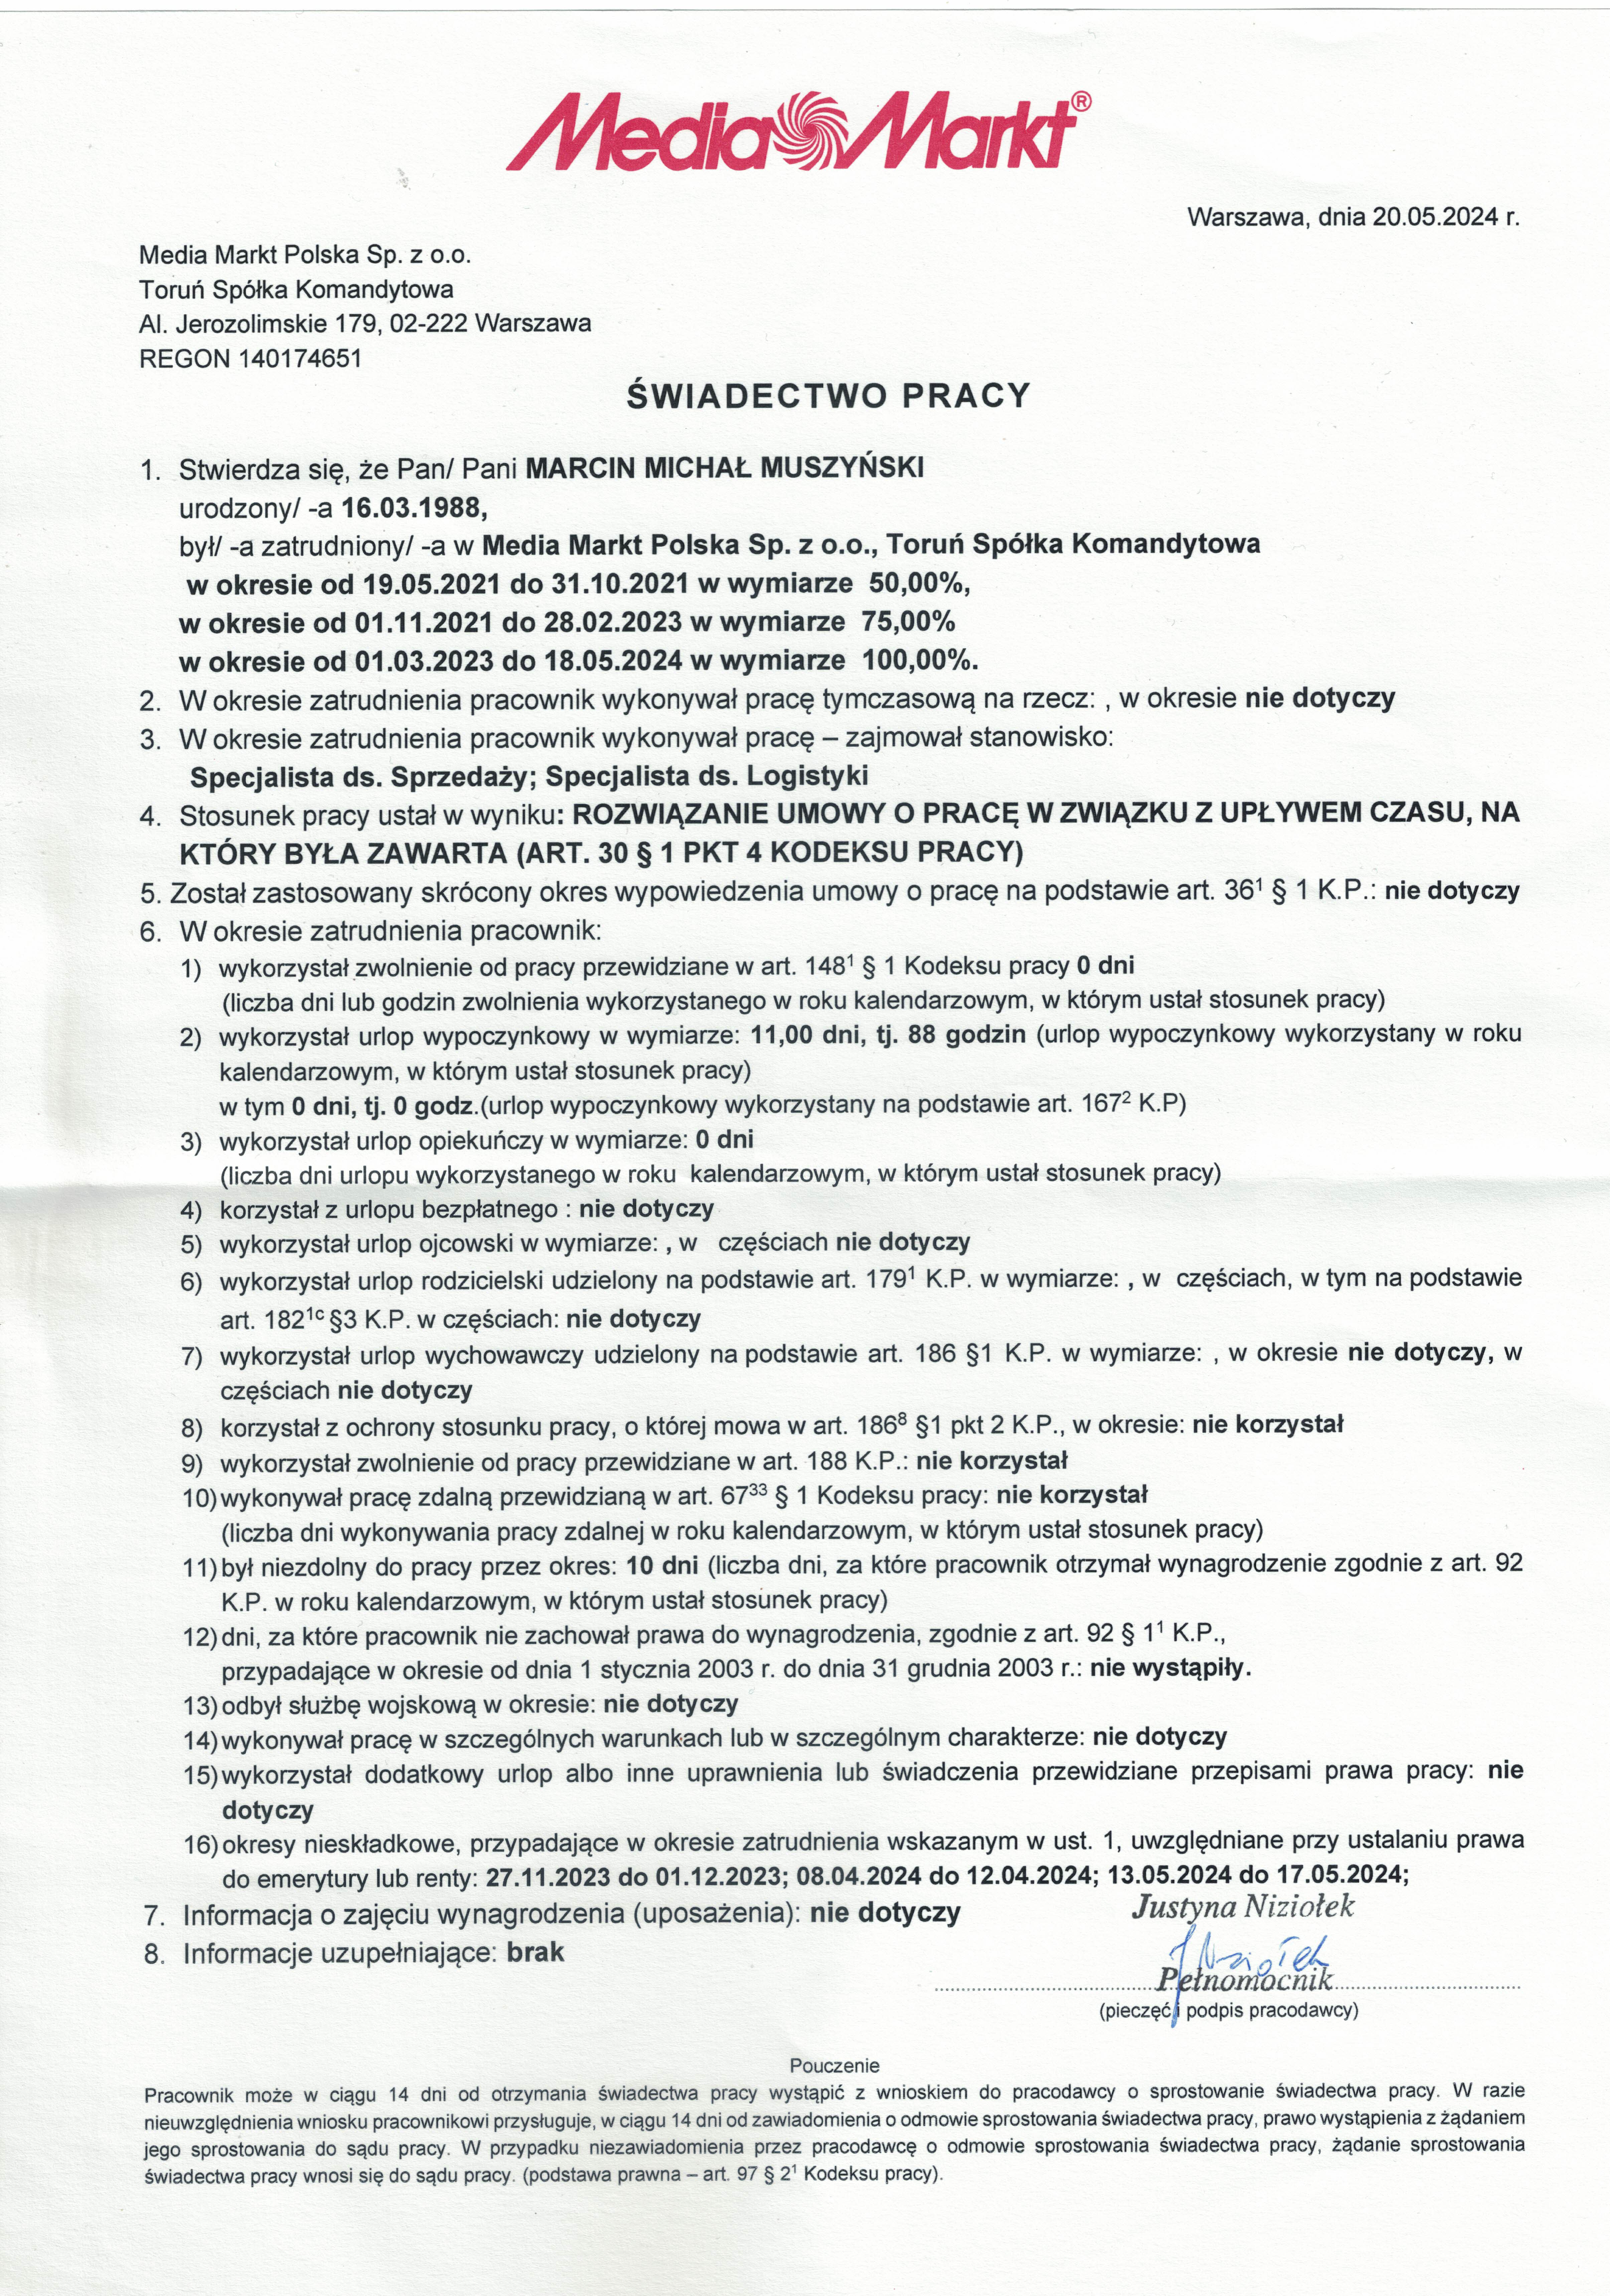 MediaMarkt®
Warszawa, dnia 20.05.2024 r.
Media Markt Polska Sp. z o.o.
Toruń Spółka Komandytowa
Al. Jerozolimskie 179, 02-222 Warszawa
REGON 140174651
ŚWIADECTWO PRACY
1. Stwierdza się, że Pan/ Pani MARCIN MICHAŁ MUSZYŃSKI
urodzony/ -a 16.03.1988,
był/ -a zatrudniony/ -a w Media Markt Polska Sp. z o.o., Toruń Spółka Komandytowa
w okresie od 19.05.2021 do 31.10.2021 w wymiarze 50,00%,
w okresie od 01.11.2021 do 28.02.2023 w wymiarze 75,00%
w okresie od 01.03.2023 do 18.05.2024 w wymiarze 100,00%.
2. W okresie zatrudnienia pracownik wykonywał pracę tymczasową na rzecz: , w okresie nie dotyczy
3. W okresie zatrudnienia pracownik wykonywał pracę – zajmował stanowisko:
Specjalista ds. Sprzedaży; Specjalista ds. Logistyki
4. Stosunek pracy ustał w wyniku: ROZWIĄZANIE UMOWY O PRACĘ W ZWIĄZKU Z UPŁYWEM CZASU, NA
KTÓRY BYŁA ZAWARTA (ART. 30 § 1 PKT 4 KODEKSU PRACY)
5. Został zastosowany skrócony okres wypowiedzenia umowy o pracę na podstawie art. 36¹ § 1 K.P.: nie dotyczy
6. W okresie zatrudnienia pracownik:
1) wykorzystał zwolnienie od pracy przewidziane w art. 148¹ § 1 Kodeksu pracy 0 dni
(liczba dni lub godzin zwolnienia wykorzystanego w roku kalendarzowym, w którym ustał stosunek pracy)
2) wykorzystał urlop wypoczynkowy w wymiarze: 11,00 dni, tj. 88 godzin (urlop wypoczynkowy wykorzystany w roku
kalendarzowym, w którym ustał stosunek pracy)
w tym 0 dni, tj. 0 godz.(urlop wypoczynkowy wykorzystany na podstawie art. 167² K.P)
3) wykorzystał urlop opiekuńczy w wymiarze: 0 dni
(liczba dni urlopu wykorzystanego w roku kalendarzowym, w którym ustał stosunek pracy)
4) korzystał z urlopu bezpłatnego : nie dotyczy
5) wykorzystał urlop ojcowski w wymiarze: , w częściach nie dotyczy
6) wykorzystał urlop rodzicielski udzielony na podstawie art. 179¹ K.P. w wymiarze: , w częściach, w tym na podstawie
art. 182¹ᶜ §3 K.P. w częściach: nie dotyczy
7) wykorzystał urlop wychowawczy udzielony na podstawie art. 186 §1 K.P. w wymiarze: , w okresie nie dotyczy, w
częściach nie dotyczy
8) korzystał z ochrony stosunku pracy, o której mowa w art. 186⁸ §1 pkt 2 K.P., w okresie: nie korzystał
9) wykorzystał zwolnienie od pracy przewidziane w art. 188 K.P.: nie korzystał
10) wykonywał pracę zdalną przewidzianą w art. 67³³ § 1 Kodeksu pracy: nie korzystał
(liczba dni wykonywania pracy zdalnej w roku kalendarzowym, w którym ustał stosunek pracy)
11) był niezdolny do pracy przez okres: 10 dni (liczba dni, za które pracownik otrzymał wynagrodzenie zgodnie z art. 92
K.P. w roku kalendarzowym, w którym ustał stosunek pracy)
12) dni, za które pracownik nie zachował prawa do wynagrodzenia, zgodnie z art. 92 § 1¹ K.P.,
przypadające w okresie od dnia 1 stycznia 2003 r. do dnia 31 grudnia 2003 r.: nie wystąpiły.
13) odbył służbę wojskową w okresie: nie dotyczy
14) wykonywał pracę w szczególnych warunkach lub w szczególnym charakterze: nie dotyczy
15) wykorzystał dodatkowy urlop albo inne uprawnienia lub świadczenia przewidziane przepisami prawa pracy: nie
dotyczy
16) okresy nieskładkowe, przypadające w okresie zatrudnienia wskazanym w ust. 1, uwzględniane przy ustalaniu prawa
do emerytury lub renty: 27.11.2023 do 01.12.2023; 08.04.2024 do 12.04.2024; 13.05.2024 do 17.05.2024;
7. Informacja o zajęciu wynagrodzenia (uposażenia): nie dotyczy
8. Informacje uzupełniające: brak
Justyna Niziołek
J Niziołek
Pełnomocnik
(pieczęć i podpis pracodawcy)
Pouczenie
Pracownik może w ciągu 14 dni od otrzymania świadectwa pracy wystąpić z wnioskiem do pracodawcy o sprostowanie świadectwa pracy. W razie
nieuwzględnienia wniosku pracownikowi przysługuje, w ciągu 14 dni od zawiadomienia o odmowie sprostowania świadectwa pracy, prawo wystąpienia z żądaniem
jego sprostowania do sądu pracy. W przypadku niezawiadomienia przez pracodawcę o odmowie sprostowania świadectwa pracy, żądanie sprostowania
świadectwa pracy wnosi się do sądu pracy. (podstawa prawna – art. 97 § 2¹ Kodeksu pracy).